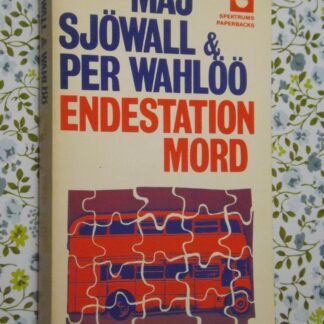 MAJ
SJÖWALL &
PER WAHLÖÖ
ENDESTATION
MORD
SPEKTRUMS
PAPERBACKS